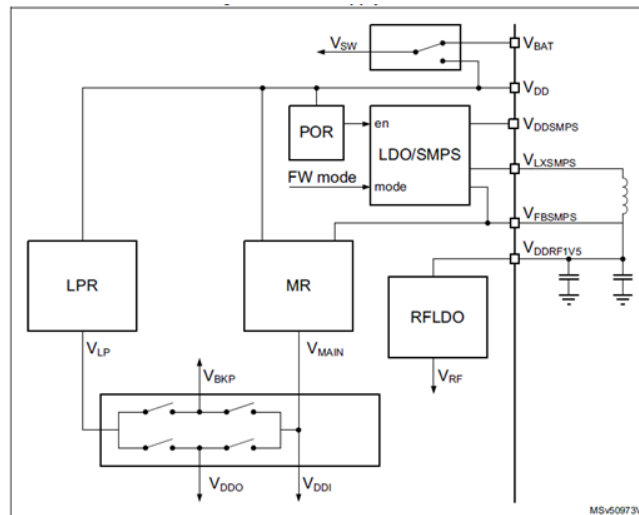 VSW
VBAT
VDD
POR
en
VDDSMPS
LDO/SMPS
VLXSMPS
FW mode
mode
VFBSMPS
VDDRF1V5
LPR
MR
RFLDO
VLP
VMAIN
VBKP
VRF
VDDO
VDDI